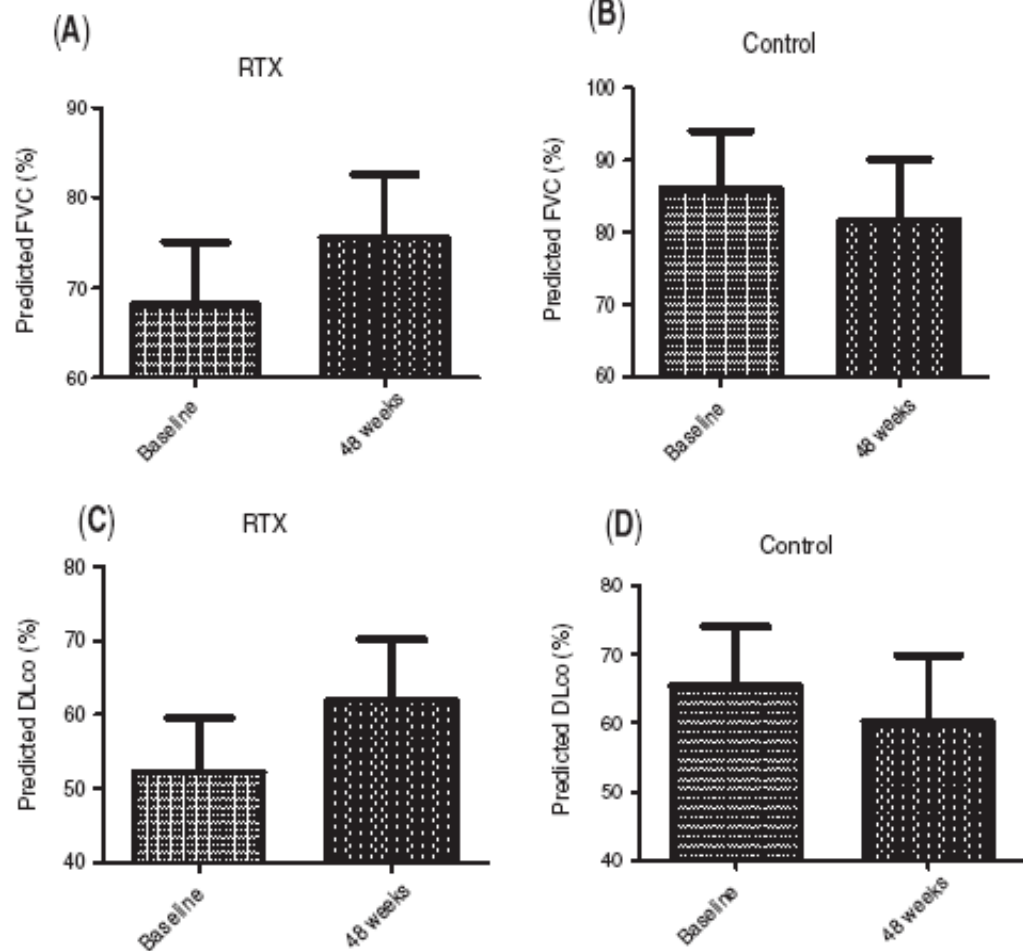 (A)
RTX
Predicted FVC (%)
90
80
70
60
Baseline
48 weeks
(B)
Control
Predicted FVC (%)
100
90
80
70
60
Baseline
48 weeks
(C)
RTX
Predicted DLco (%)
80
70
60
50
40
Baseline
48 weeks
(D)
Control
Predicted DLco (%)
80
70
60
50
40
Baseline
48 weeks